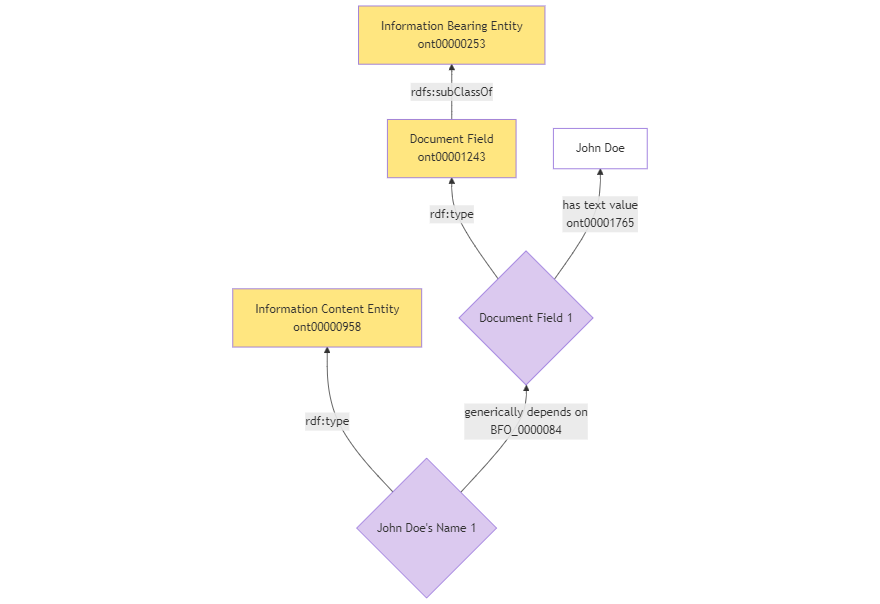 Information Bearing Entity
ont00000253
rdfs:subClassOf
Document Field
ont00001243
John Doe
rdf:type
has text value
ont00001765
Information Content Entity
ont00000958
Document Field 1
rdf:type
generically depends on
BFO_0000084
John Doe's Name 1